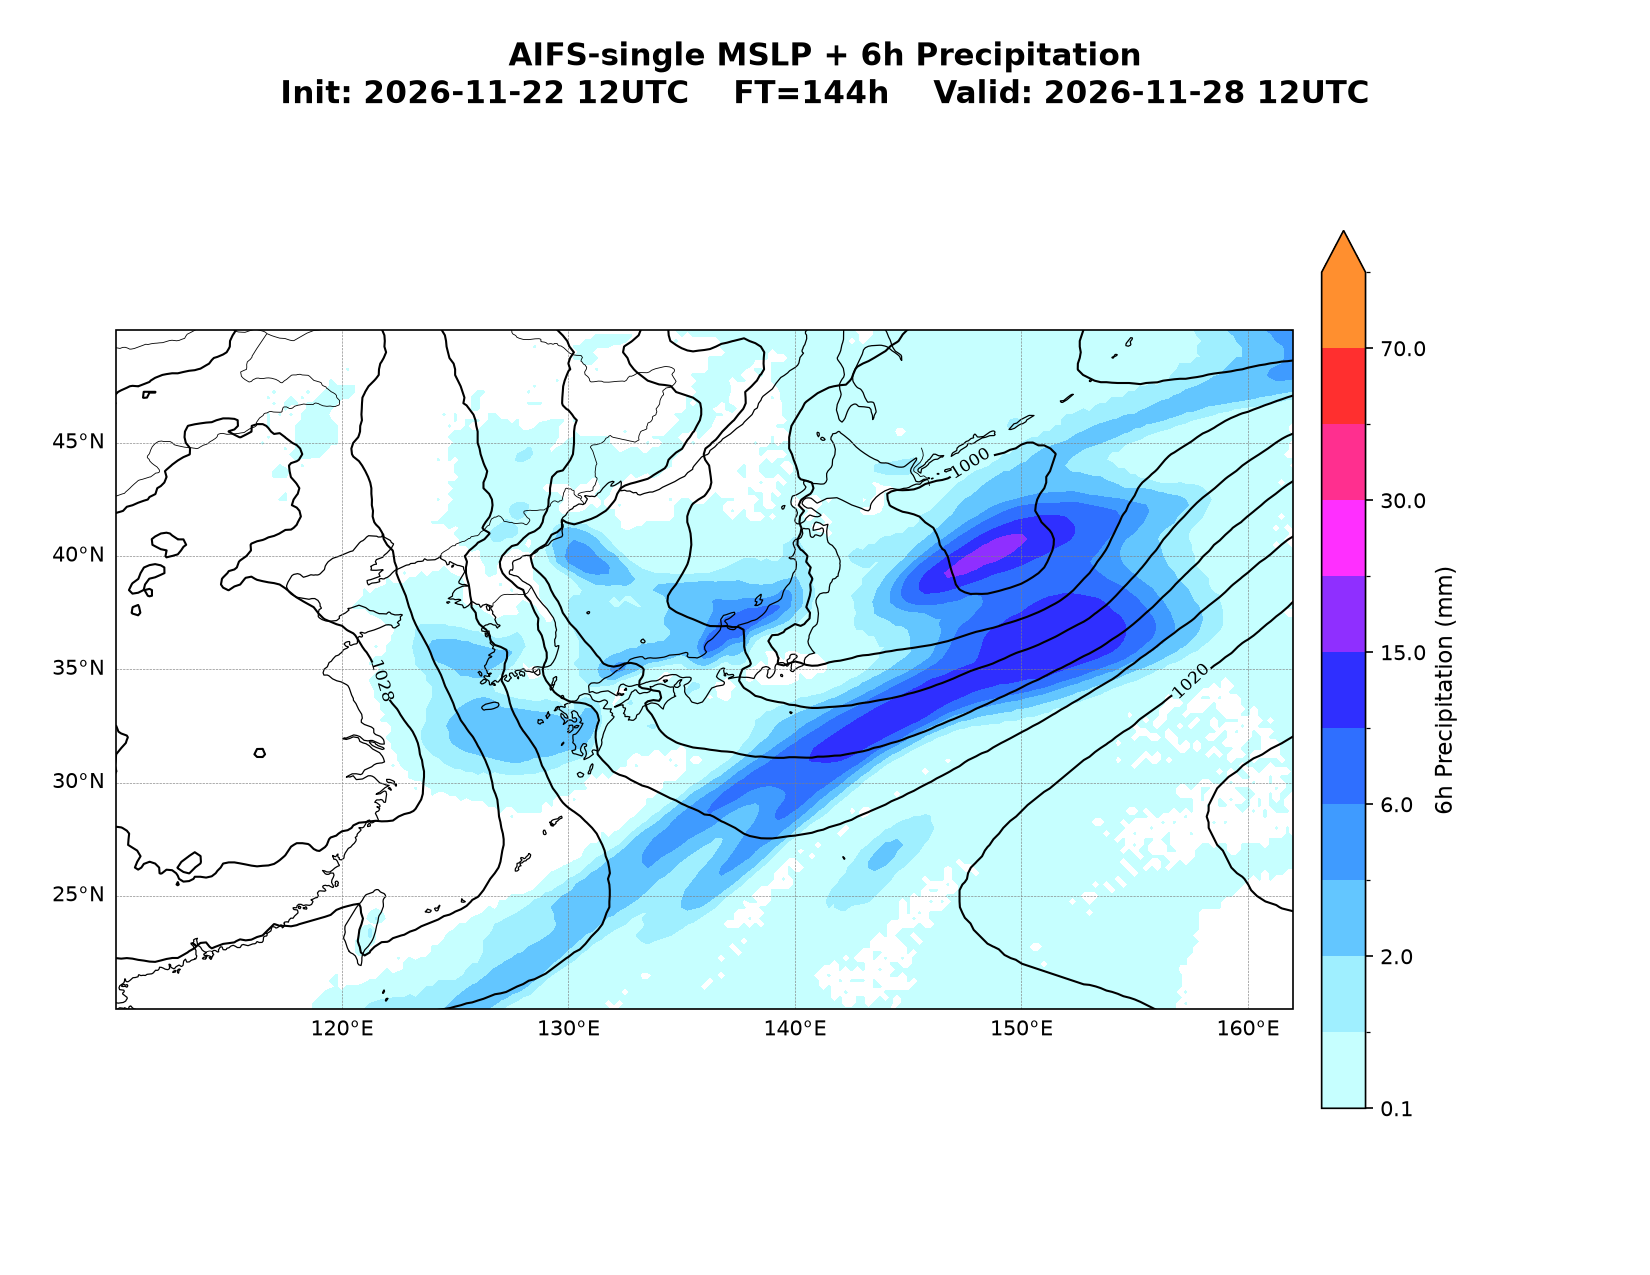 AIFS-single MSLP + 6h Precipitation
Init: 2026-11-22 12UTC    FT=144h    Valid: 2026-11-28 12UTC
70.0
30.0
15.0
6.0
2.0
0.1
6h Precipitation (mm)
45°N
40°N
35°N
30°N
25°N
1000
1028
1020
120°E
130°E
140°E
150°E
160°E